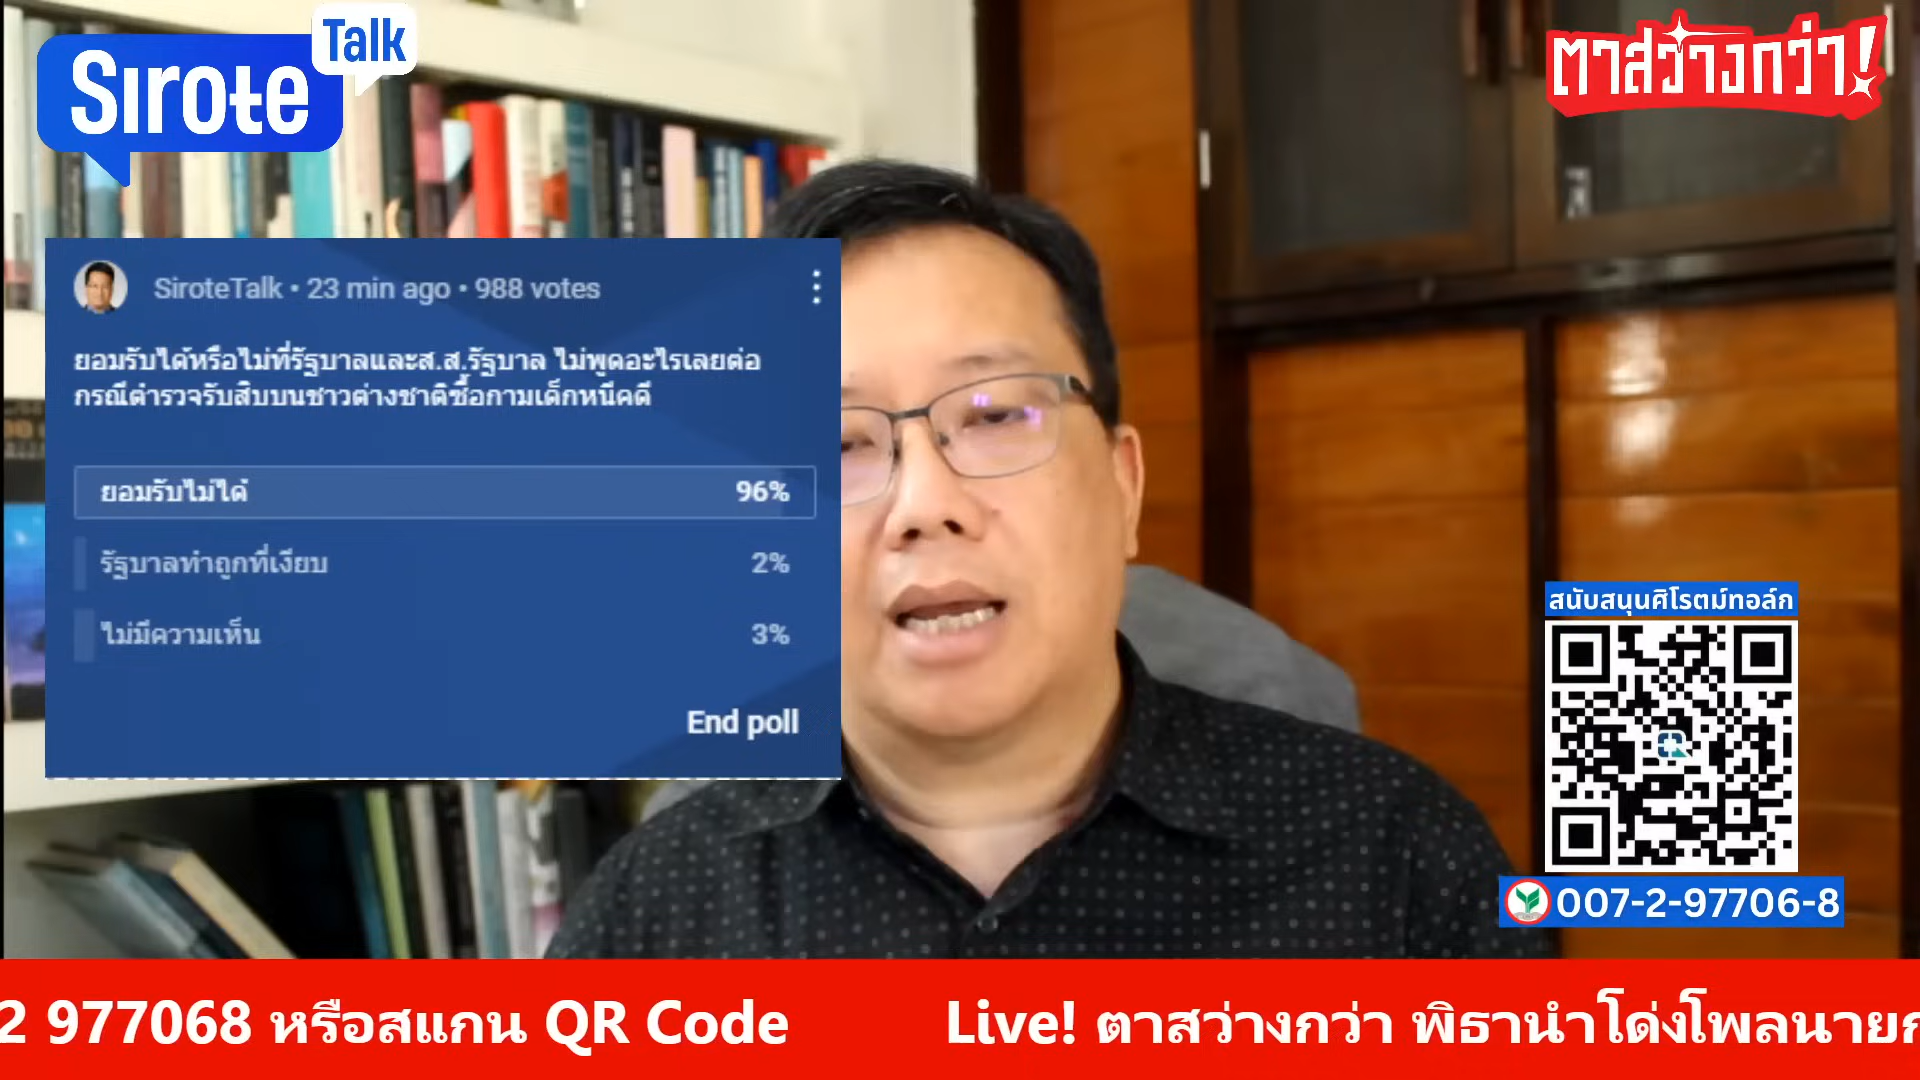 Sirote
Talk
ตาสว่างกว่า!
SiroteTalk • 23 min ago • 988 votes
ยอมรับได้หรือไม่ที่รัฐบาลและส.ส.รัฐบาล ไม่พูดอะไรเลยต่อ
กรณีตำรวจรับสินบนชาวต่างชาติซื้อกามเด็กหนีคดี
ยอมรับไม่ได้ 96%
รัฐบาลทำถูกที่เงียบ 2%
ไม่มีความเห็น 3%
End poll
สนับสนุนศิโรตม์ทอล์ก
007-2-97706-8
2 977068 หรือสแกน QR Code Live! ตาสว่างกว่า พิธานำโด่งโพลนายก